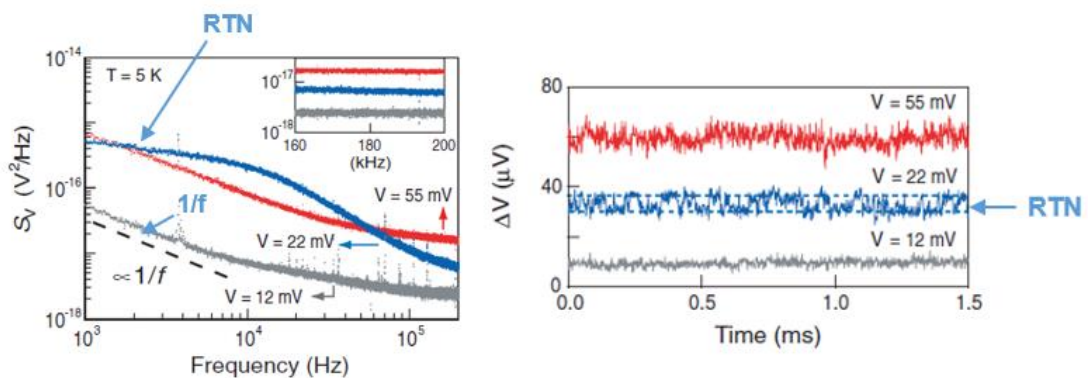 RTN
10⁻¹⁴
T = 5 K
10⁻¹⁷
10⁻¹⁸
160 180 200
(kHz)
10⁻¹⁶
S_V (V²/Hz)
1/f
V = 55 mV
V = 22 mV
∝ 1/f
V = 12 mV
10⁻¹⁸
10³ 10⁴ 10⁵
Frequency (Hz)
80
V = 55 mV
ΔV (μV)
40
V = 22 mV
RTN
V = 12 mV
0
0.0 0.5 1.0 1.5
Time (ms)